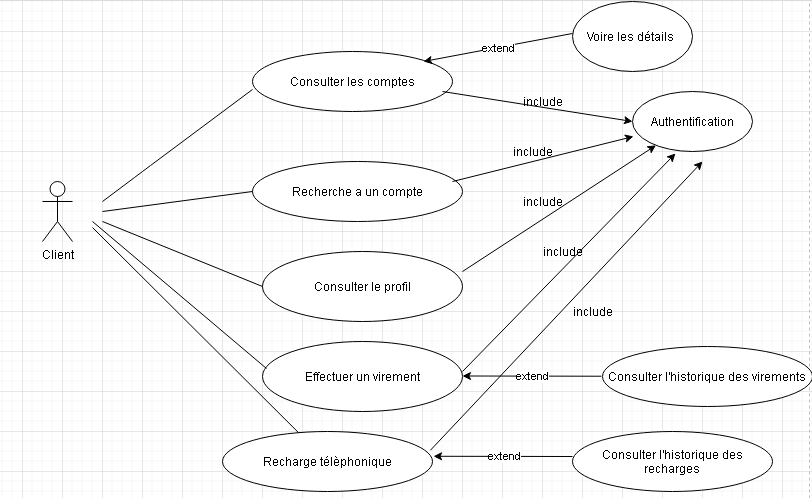 Voire les détails
extend
Consulter les comptes
include
Authentification
include
Recherche a un compte
include
Client
include
Consulter le profil
include
Effectuer un virement
extend
Consulter l'historique des virements
Recharge télèphonique
extend
Consulter l'historique des
recharges